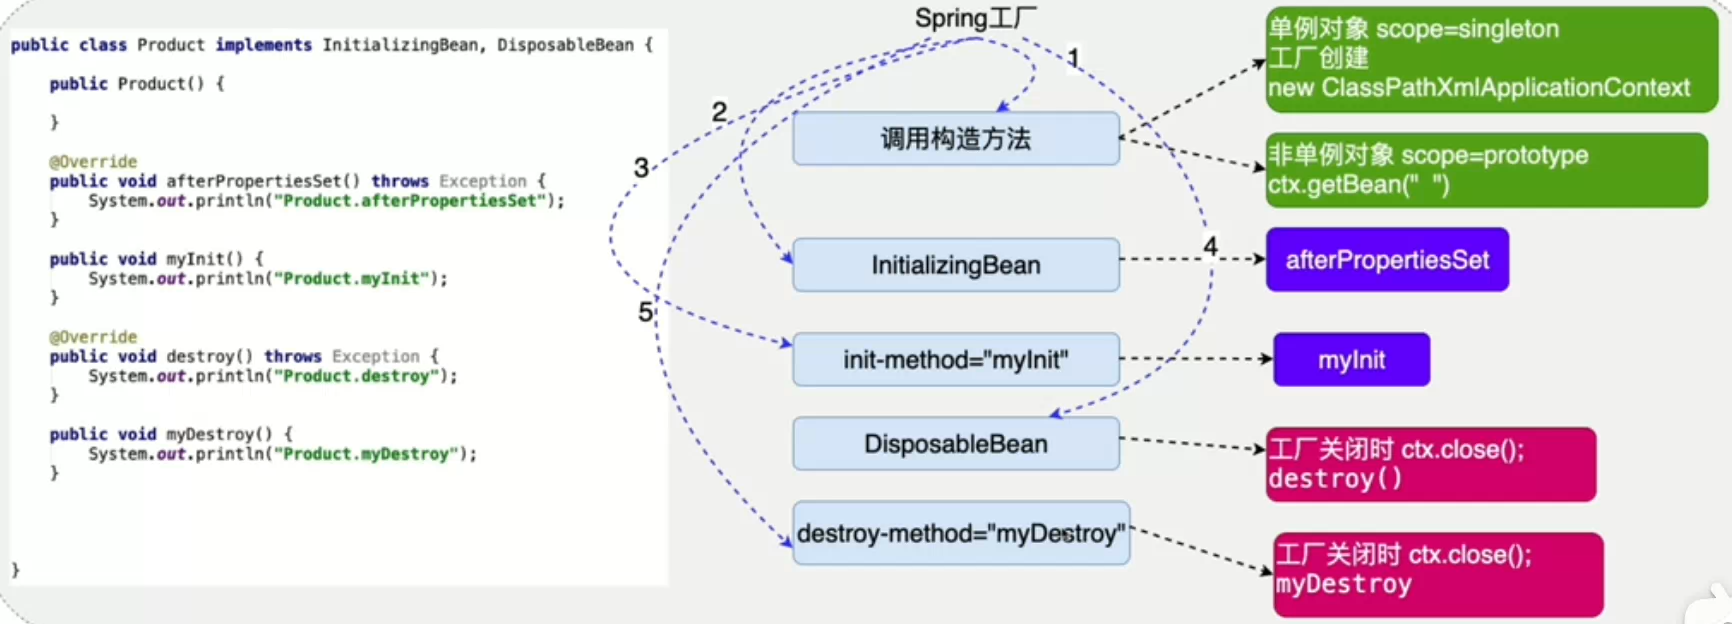 public class Product implements InitializingBean, DisposableBean {
public Product() {
}
@Override
public void afterPropertiesSet() throws Exception {
System.out.println("Product.afterPropertiesSet");
}
public void myInit() {
System.out.println("Product.myInit");
}
@Override
public void destroy() throws Exception {
System.out.println("Product.destroy");
}
public void myDestroy() {
System.out.println("Product.myDestroy");
}
}
Spring工厂
1
2
3
4
5
调用构造方法
InitializingBean
init-method="myInit"
DisposableBean
destroy-method="myDestroy"
单例对象 scope=singleton
工厂创建
new ClassPathXmlApplicationContext
非单例对象 scope=prototype
ctx.getBean(" ")
afterPropertiesSet
myInit
工厂关闭时 ctx.close();
destroy()
工厂关闭时 ctx.close();
myDestroy